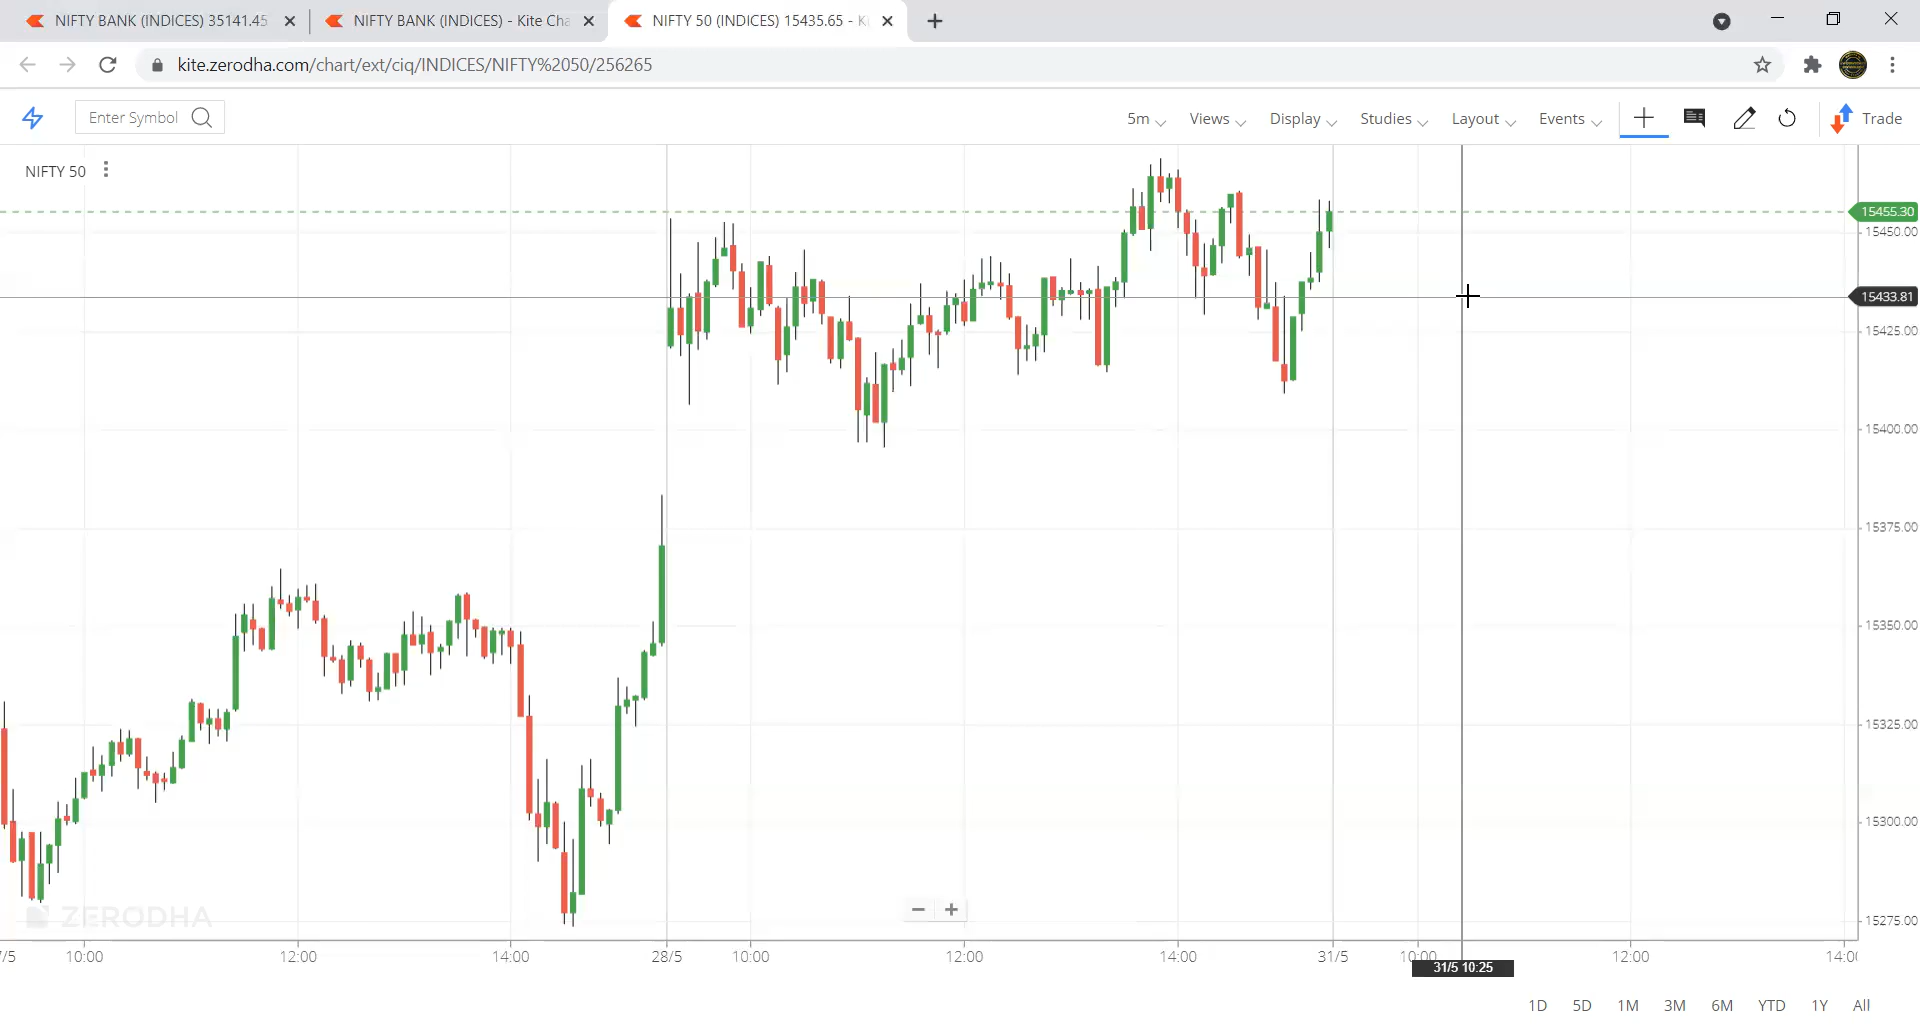 NIFTY BANK (INDICES) 35141.45
NIFTY BANK (INDICES) - Kite Cha
NIFTY 50 (INDICES) 15435.65 - K
kite.zerodha.com/chart/ext/ciq/INDICES/NIFTY%2050/256265
Enter Symbol
5m Views Display Studies Layout Events Trade
NIFTY 50
15455.30
15450.00
15433.81
15425.00
15400.00
15375.00
15350.00
15325.00
15300.00
15275.00
ZERODHA
/5 10:00 12:00 14:00 28/5 10:00 12:00 14:00 31/5 10:00 12:00 14:0
31/5 10:25
1D 5D 1M 3M 6M YTD 1Y All